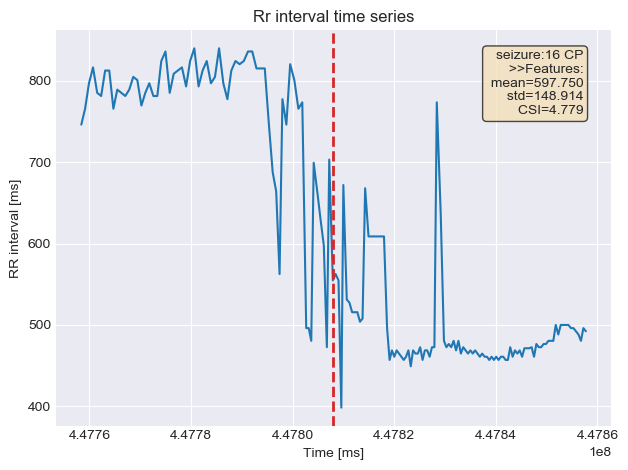 Rr interval time series
seizure:16 CP
>>Features:
mean=597.750
std=148.914
CSI=4.779
RR interval [ms]
800
700
600
500
400
4.4776 4.4778 4.4780 4.4782 4.4784 4.4786
1e8
Time [ms]